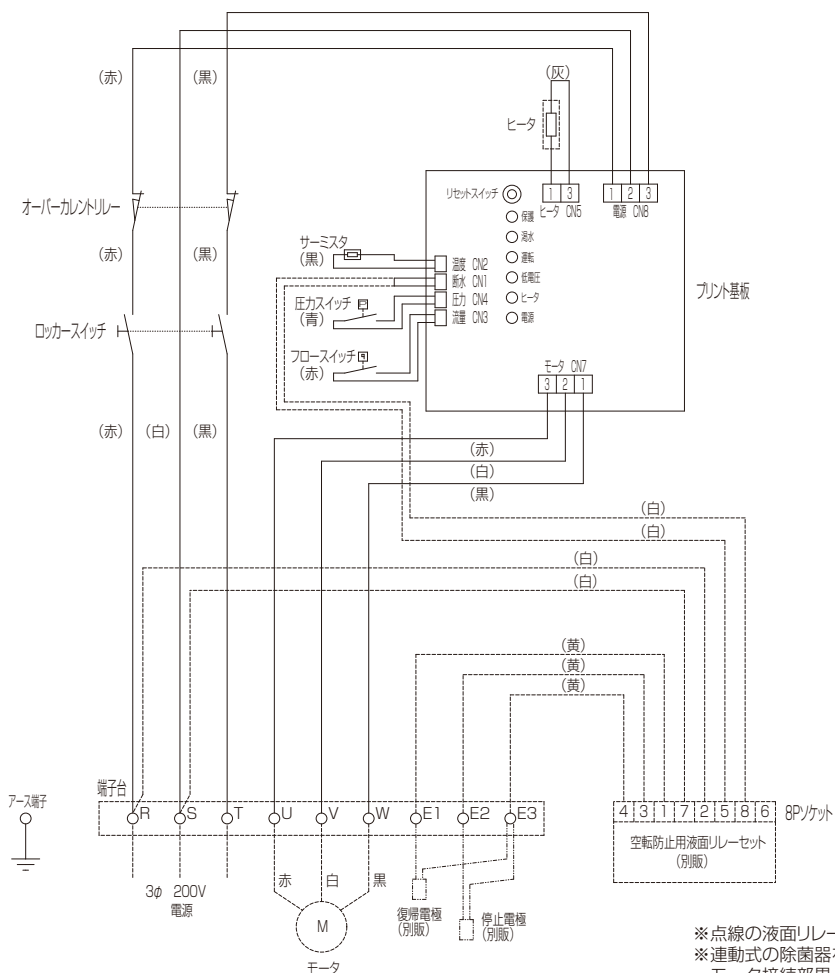 (赤)
(黒)
(灰)
ヒータ
オーバーカレントリレー
リセットスイッチ
1 3
ヒータ CN5
1 2 3
電源 CN8
保護
渇水
運転
低電圧
ヒータ
電源
(赤)
(黒)
サーミスタ
(黒)
温度 CN2
断水 CN1
圧力 CN4
流量 CN3
プリント基板
圧力スイッチ
P
(青)
ロッカースイッチ
フロースイッチ
(赤)
モータ CN7
3 2 1
(赤)
(白)
(黒)
(赤)
(白)
(黒)
(白)
(白)
(白)
(白)
(黄)
(黄)
(黄)
端子台
アース端子
R
S
T
U
V
W
E1
E2
E3
4 3 1 7 2 5 8 6
8Pソケット
空転防止用液面リレーセット
(別販)
3φ 200V
電源
赤
白
黒
M
モータ
復帰電極
(別販)
停止電極
(別販)
※点線の液面リレー
※連動式の除菌器